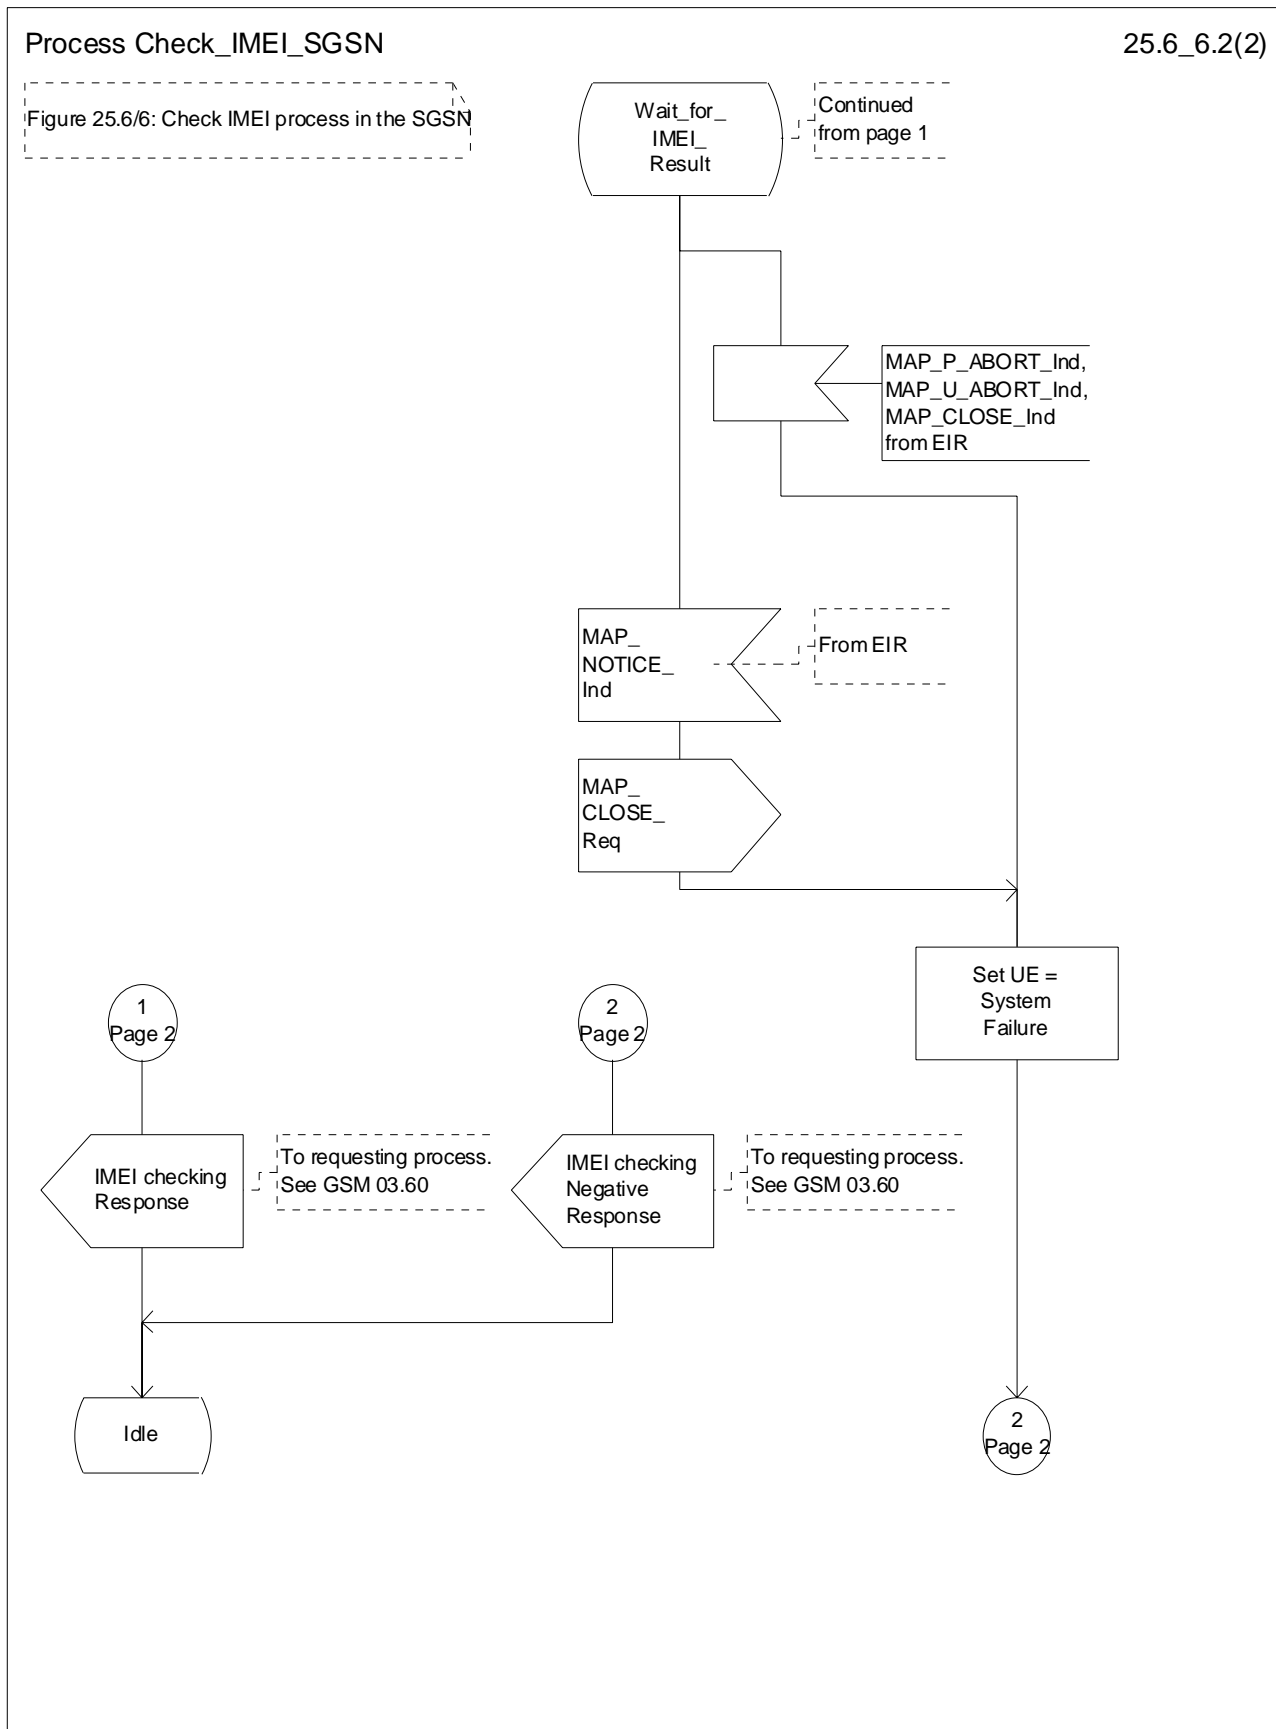 Process Check_IMEI_SGSN
25.6_6.2(2)
Figure 25.6/6: Check IMEI process in the SGSN
Wait_for_
IMEI_
Result
Continued
from page 1
MAP_P_ABORT_Ind,
MAP_U_ABORT_Ind,
MAP_CLOSE_Ind
from EIR
MAP_
NOTICE_
Ind
From EIR
MAP_
CLOSE_
Req
Set UE =
System
Failure
1
Page 2
2
Page 2
IMEI checking
Response
To requesting process.
See GSM 03.60
IMEI checking
Negative
Response
To requesting process.
See GSM 03.60
Idle
2
Page 2